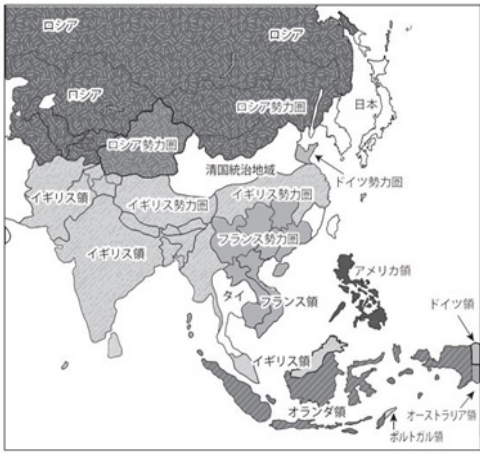 ロシア
ロシア
ロシア
日本
ロシア勢力圏
ロシア勢力圏
清国統治地域
ドイツ勢力圏
イギリス領
イギリス勢力圏
イギリス勢力圏
フランス勢力圏
イギリス領
アメリカ領
タイ
フランス領
ドイツ領
イギリス領
オランダ領
オーストラリア領
ポルトガル領